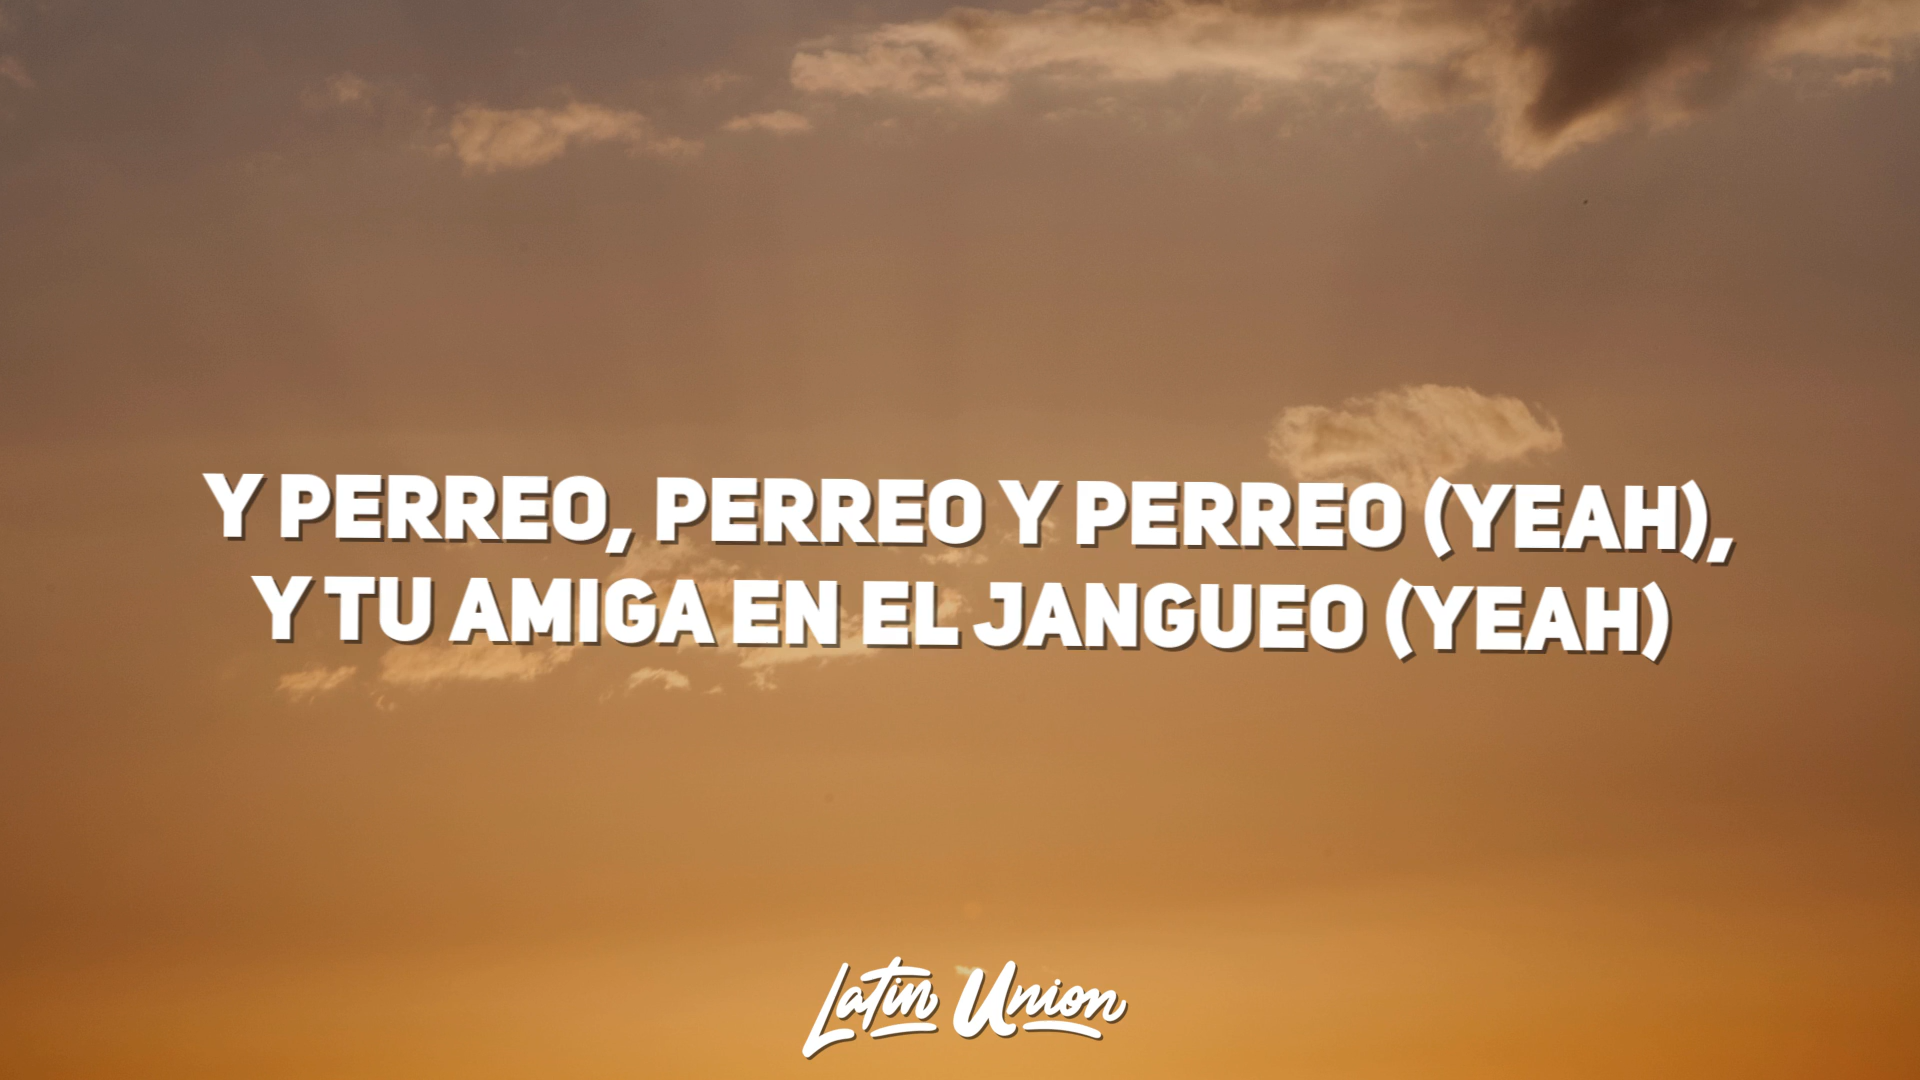 Y PERREO, PERREO Y PERREO (YEAH),
Y TU AMIGA EN EL JANGUEO (YEAH)
Latin Union